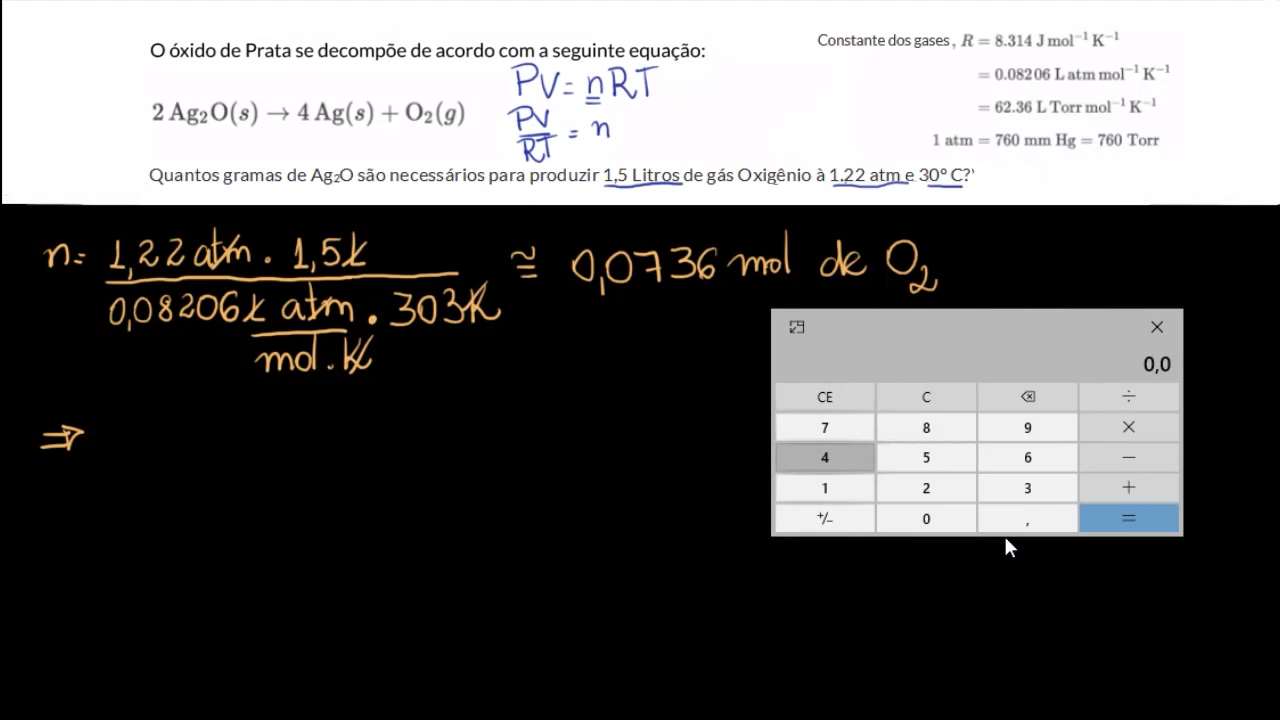 O óxido de Prata se decompõe de acordo com a seguinte equação:
Constante dos gases, R = 8.314 J mol⁻¹ K⁻¹
= 0.08206 L atm mol⁻¹ K⁻¹
= 62.36 L Torr mol⁻¹ K⁻¹
1 atm = 760 mm Hg = 760 Torr
PV = nRT
2 Ag₂O(s) → 4 Ag(s) + O₂(g)
PV/RT = n
Quantos gramas de Ag₂O são necessários para produzir 1,5 Litros de gás Oxigênio à 1.22 atm e 30° C?'
n = 1,22 atm . 1,5 L ≅ 0,0736 mol de O₂
0,08206 L atm . 303 K
mol . K
⇒
0,0
CE C ÷
7 8 9 ×
4 5 6 −
1 2 3 +
+/− 0 , =